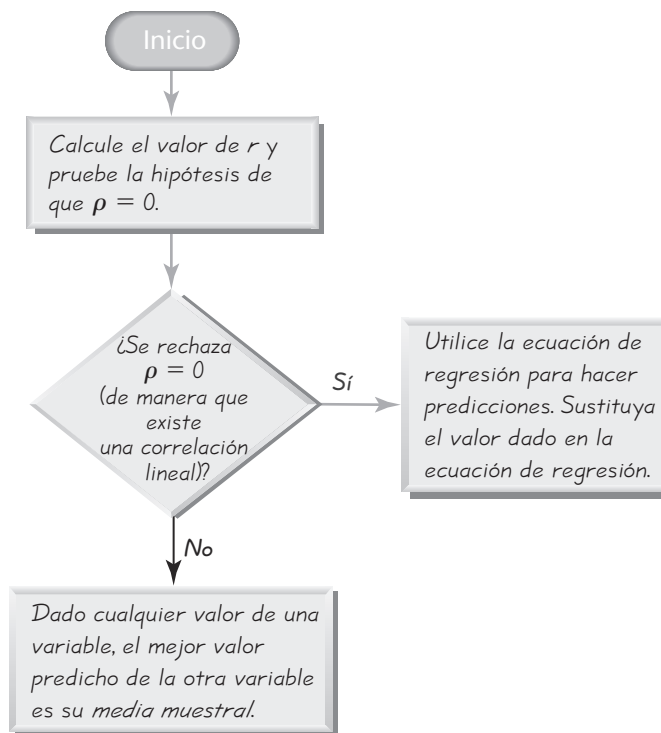 Inicio
Calcule el valor de r y
pruebe la hipótesis de
que ρ = 0.
¿Se rechaza
ρ = 0
(de manera que
existe
una correlación
lineal)?
Sí
Utilice la ecuación de
regresión para hacer
predicciones. Sustituya
el valor dado en la
ecuación de regresión.
No
Dado cualquier valor de una
variable, el mejor valor
predicho de la otra variable
es su media muestral.